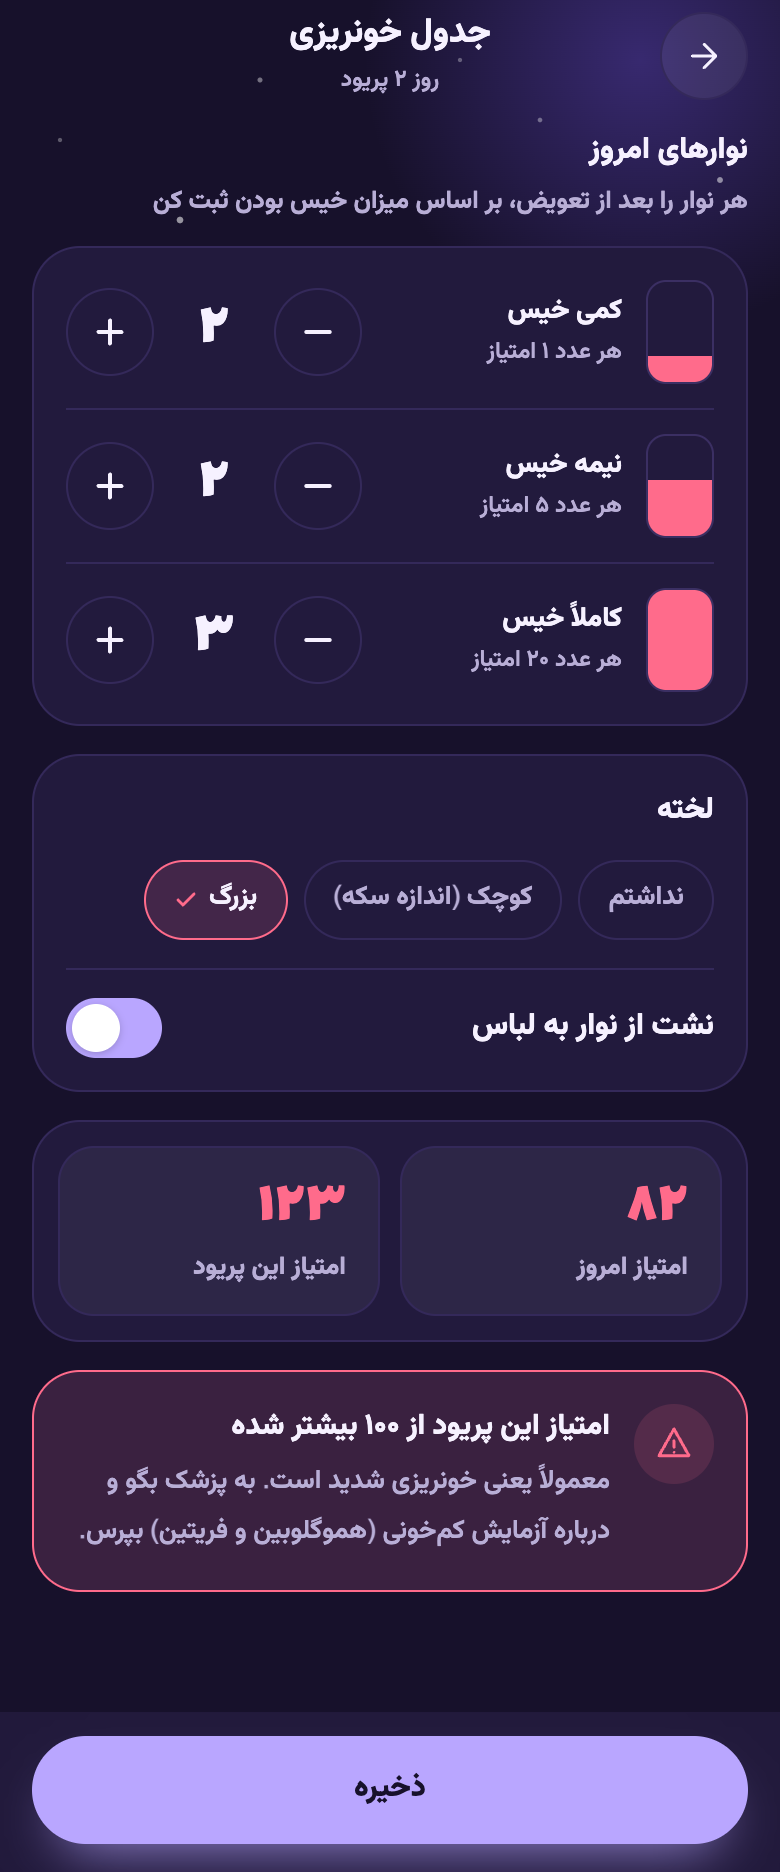 جدول خونریزی
روز ۲ پریود
نوارهای امروز
هر نوار را بعد از تعویض، بر اساس میزان خیس بودن ثبت کن
کمی خیس
هر عدد ۱ امتیاز
۲
نیمه خیس
هر عدد ۵ امتیاز
۲
کاملاً خیس
هر عدد ۲۰ امتیاز
۳
لخته
نداشتم
کوچک (اندازه سکه)
بزرگ
نشت از نوار به لباس
۸۲
امتیاز امروز
۱۲۳
امتیاز این پریود
امتیاز این پریود از ۱۰۰ بیشتر شده
معمولاً یعنی خونریزی شدید است. به پزشک بگو و
درباره آزمایش کم‌خونی (هموگلوبین و فریتین) بپرس.
ذخیره